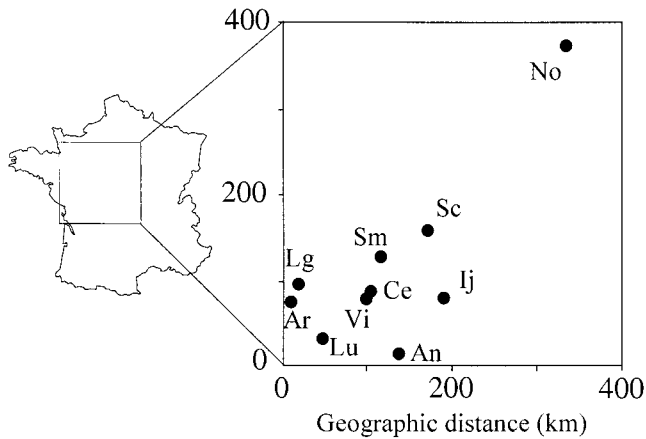 400
No
200
Sc
Sm
Lg
Ij
Ce
Ar
Vi
Lu
An
0
0
200
400
Geographic distance (km)